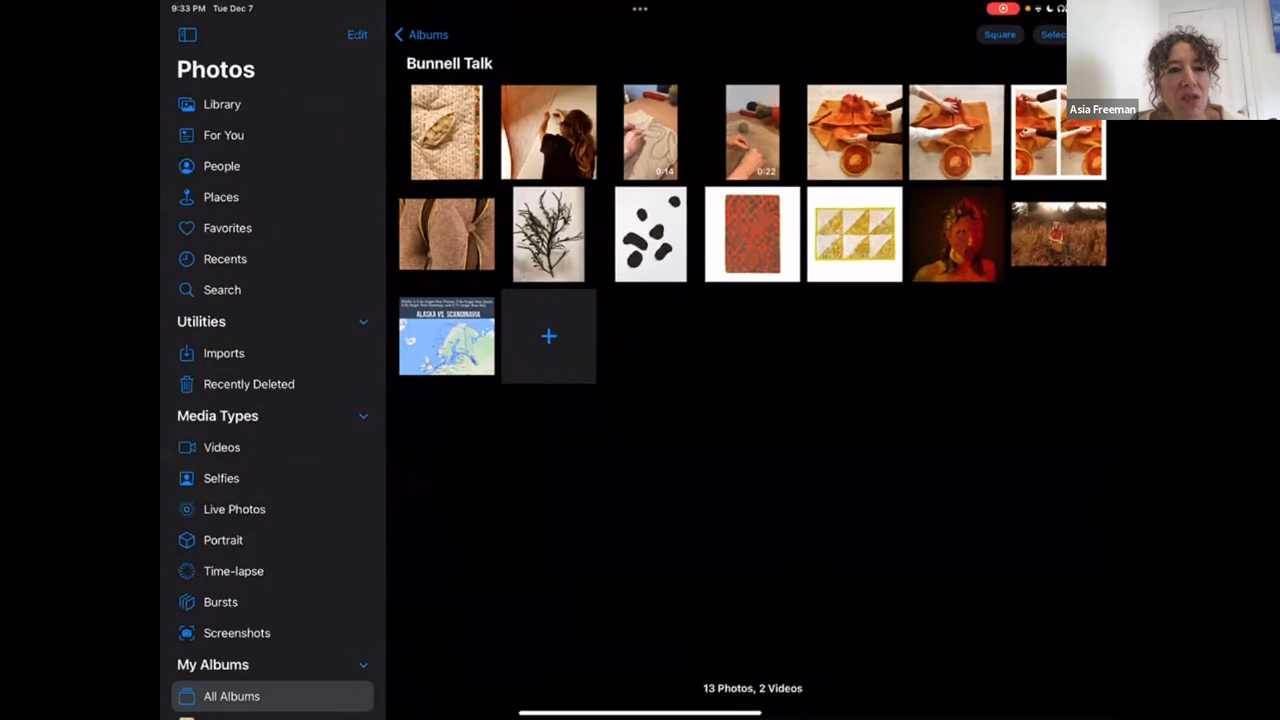 9:33 PM Tue Dec 7
Edit
Photos
Library
For You
People
Places
Favorites
Recents
Search
Utilities
Imports
Recently Deleted
Media Types
Videos
Selfies
Live Photos
Portrait
Time-lapse
Bursts
Screenshots
My Albums
All Albums
Albums
Square
Selec
Bunnell Talk
0:14
0:22
ALASKA VS. SCANDINAVIA
13 Photos, 2 Videos
Asia Freeman